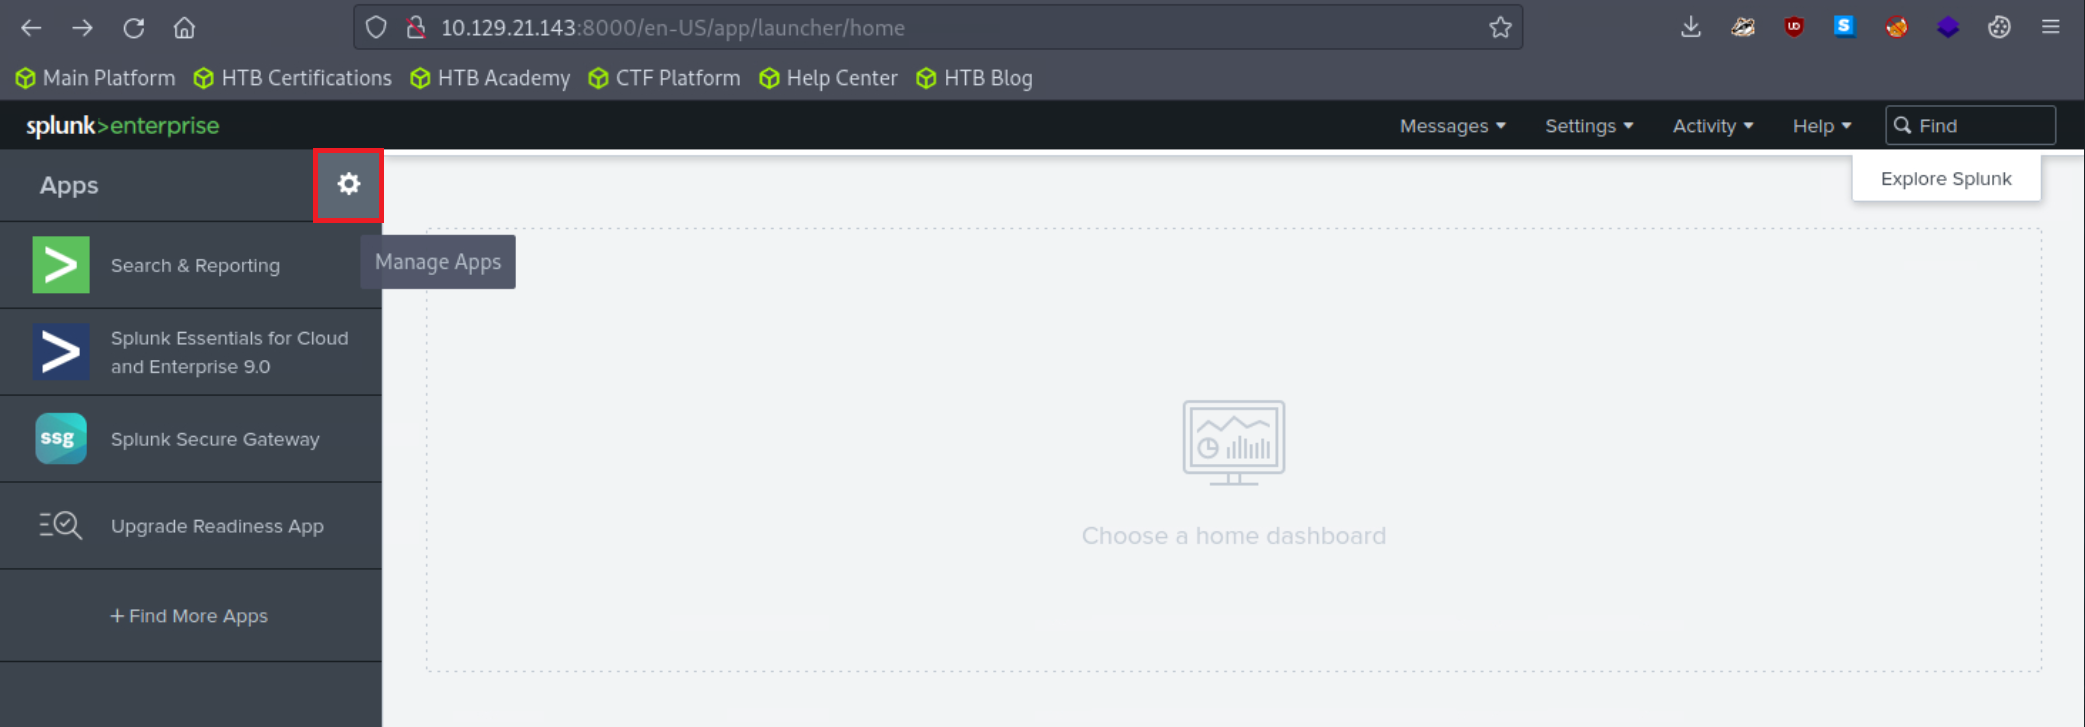 10.129.21.143:8000/en-US/app/launcher/home
Main Platform HTB Certifications HTB Academy CTF Platform Help Center HTB Blog
splunk>enterprise Messages Settings Activity Help Find
Apps
Explore Splunk
Manage Apps
Search & Reporting
Splunk Essentials for Cloud
and Enterprise 9.0
ssg Splunk Secure Gateway
Upgrade Readiness App
Choose a home dashboard
+ Find More Apps